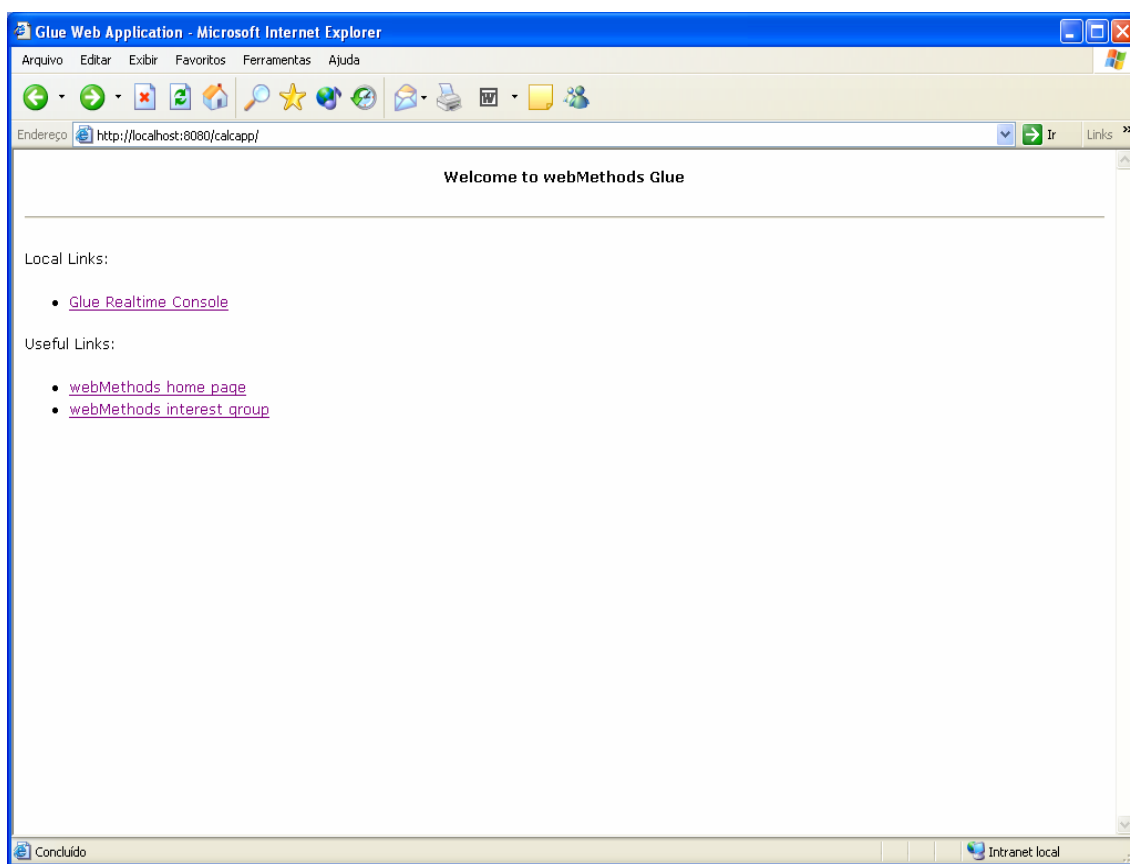 Glue Web Application - Microsoft Internet Explorer
Arquivo Editar Exibir Favoritos Ferramentas Ajuda
Endereço http://localhost:8080/calcapp/ Ir Links »
Welcome to webMethods Glue
Local Links:
• Glue Realtime Console
Useful Links:
• webMethods home page
• webMethods interest group
Concluído Intranet local